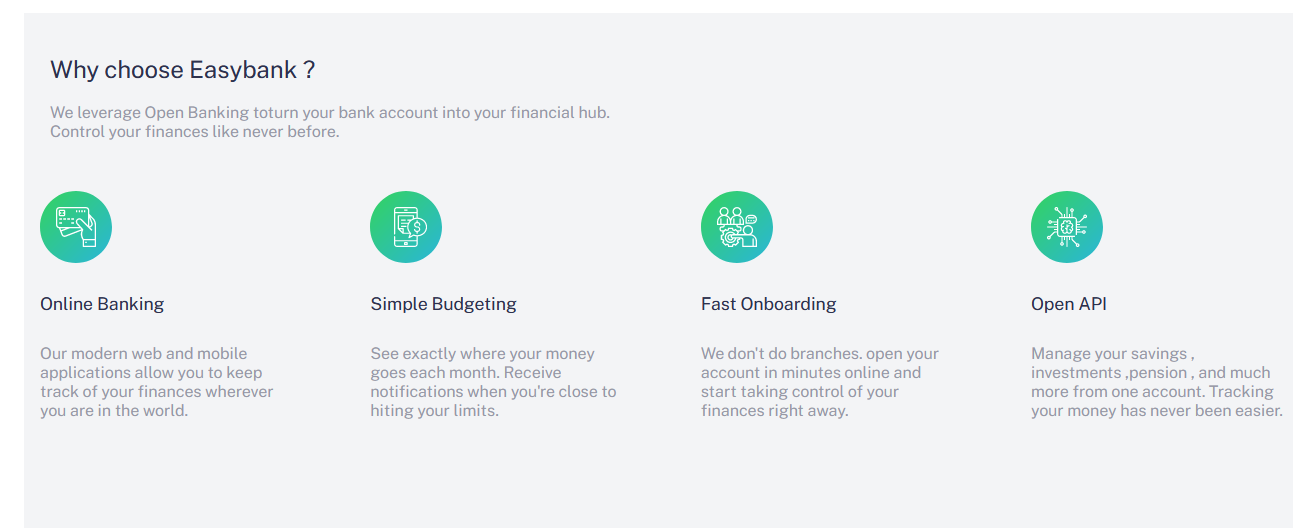 Why choose Easybank ?
We leverage Open Banking toturn your bank account into your financial hub.
Control your finances like never before.
Online Banking
Our modern web and mobile
applications allow you to keep
track of your finances wherever
you are in the world.
Simple Budgeting
See exactly where your money
goes each month. Receive
notifications when you're close to
hiting your limits.
Fast Onboarding
We don't do branches. open your
account in minutes online and
start taking control of your
finances right away.
Open API
Manage your savings ,
investments ,pension , and much
more from one account. Tracking
your money has never been easier.